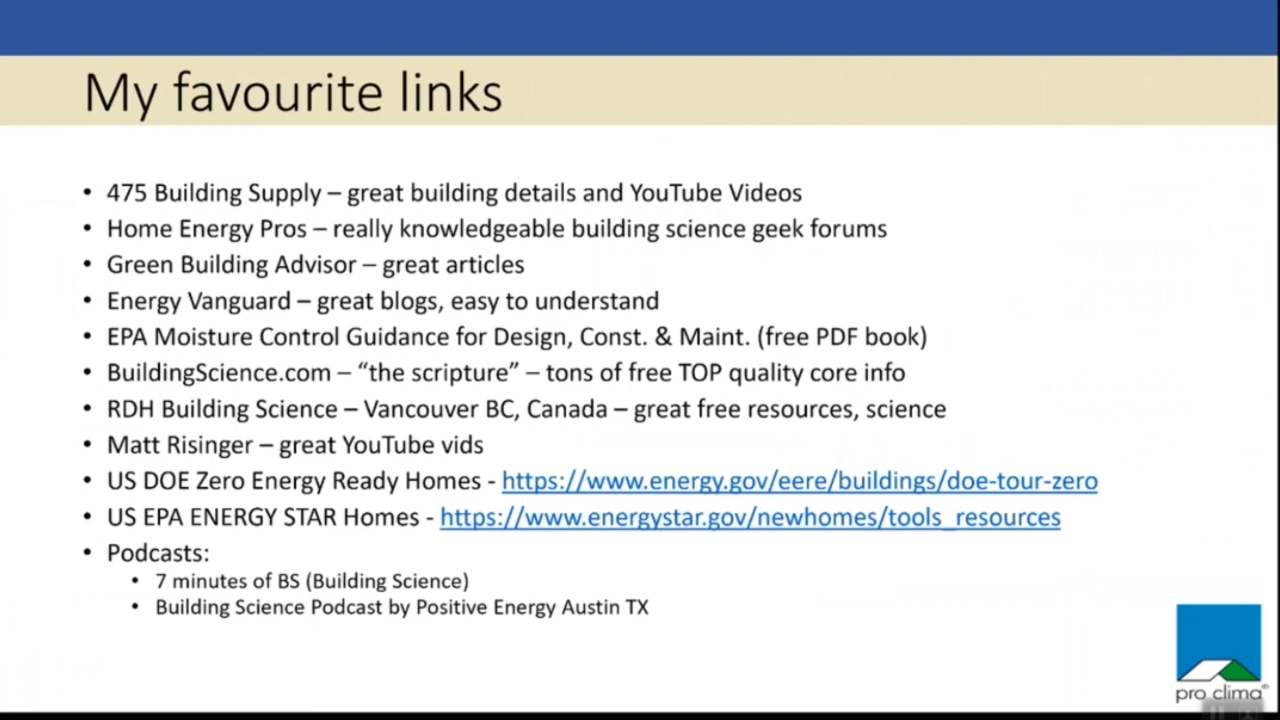 My favourite links
• 475 Building Supply – great building details and YouTube Videos
• Home Energy Pros – really knowledgeable building science geek forums
• Green Building Advisor – great articles
• Energy Vanguard – great blogs, easy to understand
• EPA Moisture Control Guidance for Design, Const. & Maint. (free PDF book)
• BuildingScience.com – “the scripture” – tons of free TOP quality core info
• RDH Building Science – Vancouver BC, Canada – great free resources, science
• Matt Risinger – great YouTube vids
• US DOE Zero Energy Ready Homes - https://www.energy.gov/eere/buildings/doe-tour-zero
• US EPA ENERGY STAR Homes - https://www.energystar.gov/newhomes/tools_resources
• Podcasts:
• 7 minutes of BS (Building Science)
• Building Science Podcast by Positive Energy Austin TX
pro clima®